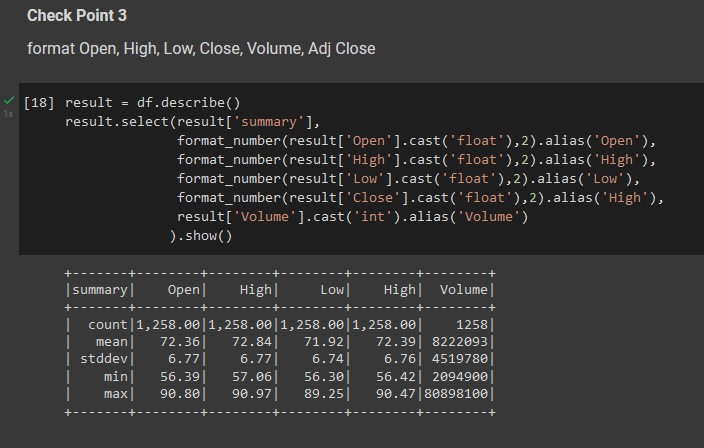 Check Point 3
format Open, High, Low, Close, Volume, Adj Close
[18] result = df.describe()
1s
result.select(result['summary'],
format_number(result['Open'].cast('float'),2).alias('Open'),
format_number(result['High'].cast('float'),2).alias('High'),
format_number(result['Low'].cast('float'),2).alias('Low'),
format_number(result['Close'].cast('float'),2).alias('High'),
result['Volume'].cast('int').alias('Volume')
).show()
+-------+--------+--------+--------+--------+--------+
|summary|    Open|    High|     Low|    High|  Volume|
+-------+--------+--------+--------+--------+--------+
|  count|1,258.00|1,258.00|1,258.00|1,258.00|    1258|
|   mean|   72.36|   72.84|   71.92|   72.39| 8222093|
| stddev|    6.77|    6.77|    6.74|    6.76| 4519780|
|    min|   56.39|   57.06|   56.30|   56.42| 2094900|
|    max|   90.80|   90.97|   89.25|   90.47|80898100|
+-------+--------+--------+--------+--------+--------+